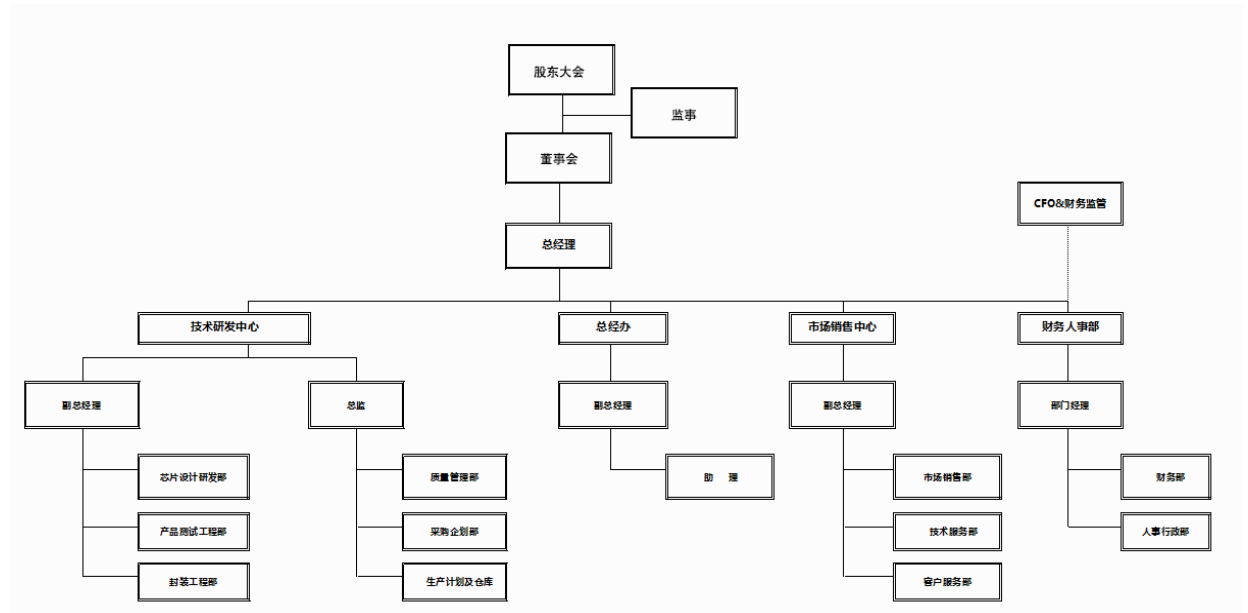 股东大会
监事
董事会
CFO&财务监管
总经理
技术研发中心
总经办
市场销售中心
财务人事部
副总经理
总监
副总经理
副总经理
部门经理
芯片设计研发部
质量管理部
助 理
市场销售部
财务部
产品测试工程部
采购企划部
技术服务部
人事行政部
封装工程部
生产计划及仓库
客户服务部